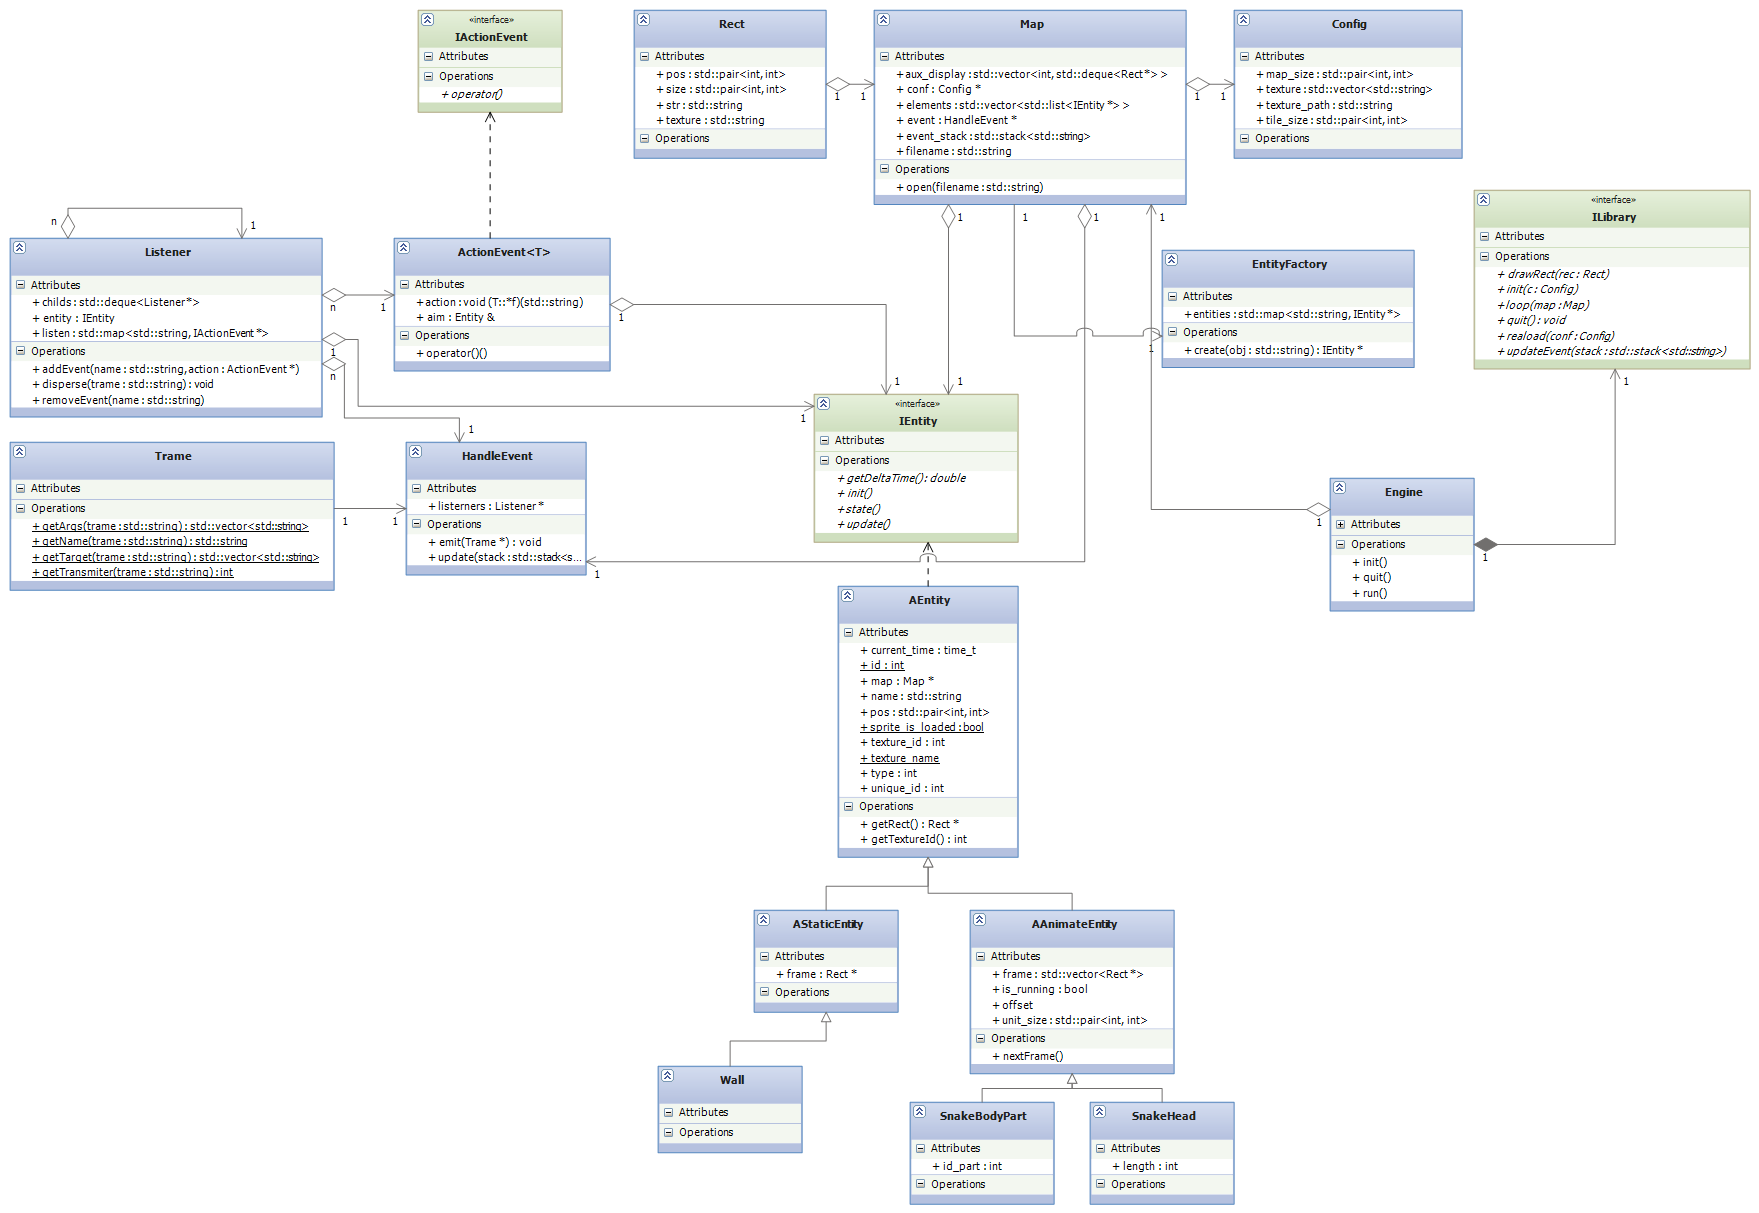 «interface»
IActionEvent
Attributes
Operations
+ operator()
Rect
Attributes
+ pos : std::pair<int, int>
+ size : std::pair<int, int>
+ str : std::string
+ texture : std::string
Operations
Map
Attributes
+ aux_display : std::vector<int, std::deque<Rect*> >
+ conf : Config *
+ elements : std::vector<std::list<IEntity *> >
+ event : HandleEvent *
+ event_stack : std::stack<std::string>
+ filename : std::string
Operations
+ open(filename : std::string)
Config
Attributes
+ map_size : std::pair<int, int>
+ texture : std::vector<std::string>
+ texture_path : std::string
+ tile_size : std::pair<int, int>
Operations
1
1
1
1
«interface»
ILibrary
Attributes
Operations
+ drawRect(rec : Rect)
+ init(c : Config)
+ loop(map : Map)
+ quit() : void
+ reaload(conf : Config)
+ updateEvent(stack : std::stack<std::string>)
n
1
Listener
Attributes
+ childs : std::deque<Listener*>
+ entity : IEntity
+ listen : std::map<std::string, IActionEvent *>
Operations
+ addEvent(name : std::string, action : ActionEvent *)
+ disperse(trame : std::string) : void
+ removeEvent(name : std::string)
n
1
1
n
ActionEvent<T>
Attributes
+ action : void (T::*f)(std::string)
+ aim : Entity &
Operations
+ operator()()
1
1
1
1
1
1
1
EntityFactory
Attributes
+ entities : std::map<std::string, IEntity *>
Operations
+ create(obj : std::string) : IEntity *
1
1
1
1
«interface»
IEntity
Attributes
Operations
+ getDeltaTime() : double
+ init()
+ state()
+ update()
Trame
Attributes
Operations
+ getArgs(trame : std::string) : std::vector<std::string>
+ getName(trame : std::string) : std::string
+ getTarget(trame : std::string) : std::vector<std::string>
+ getTransmiter(trame : std::string) : int
1
1
HandleEvent
Attributes
+ listerners : Listener *
Operations
+ emit(Trame *) : void
+ update(stack : std::stack<s...
1
Engine
Attributes
Operations
+ init()
+ quit()
+ run()
1
1
AEntity
Attributes
+ current_time : time_t
+ id : int
+ map : Map *
+ name : std::string
+ pos : std::pair<int, int>
+ sprite_is_loaded : bool
+ texture_id : int
+ texture_name
+ type : int
+ unique_id : int
Operations
+ getRect() : Rect *
+ getTextureId() : int
AStaticEntity
Attributes
+ frame : Rect *
Operations
AAnimateEntity
Attributes
+ frame : std::vector<Rect *>
+ is_running : bool
+ offset
+ unit_size : std::pair<int, int>
Operations
+ nextFrame()
Wall
Attributes
Operations
SnakeBodyPart
Attributes
+ id_part : int
Operations
SnakeHead
Attributes
+ length : int
Operations